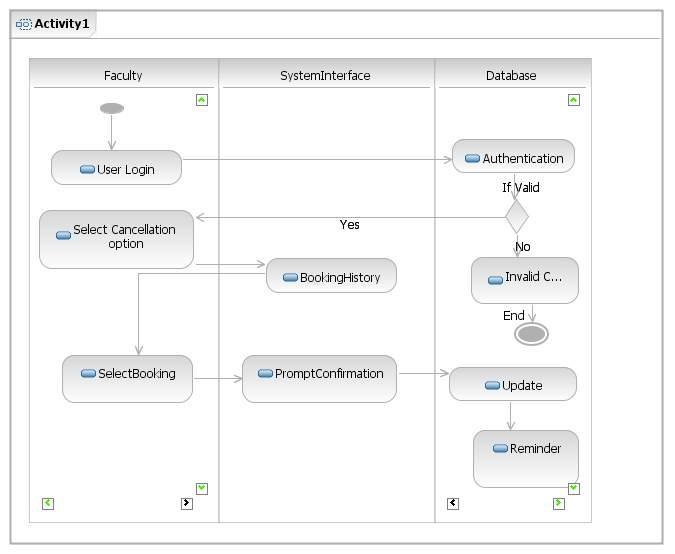 Activity1
Faculty
SystemInterface
Database
User Login
Authentication
If Valid
Select Cancellation
option
Yes
No
BookingHistory
Invalid C...
End
SelectBooking
PromptConfirmation
Update
Reminder